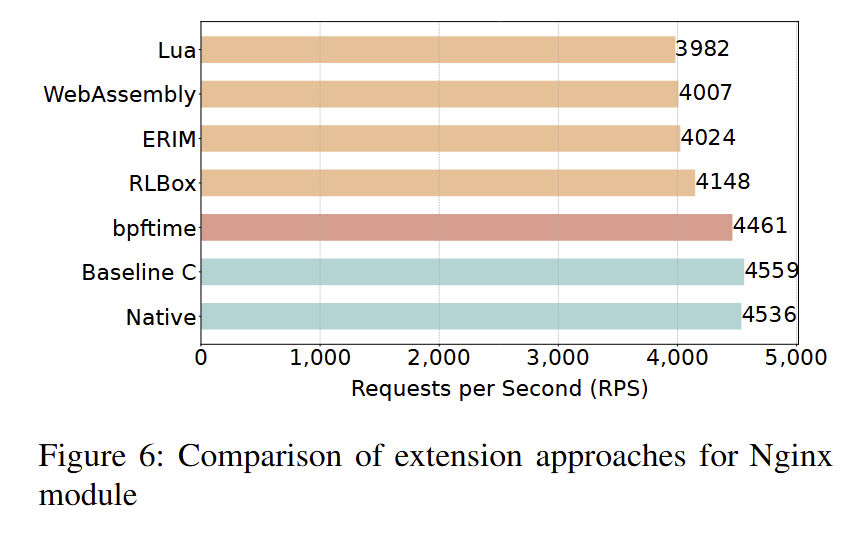 Lua 3982
WebAssembly 4007
ERIM 4024
RLBox 4148
bpftime 4461
Baseline C 4559
Native 4536
0 1,000 2,000 3,000 4,000 5,000
Requests per Second (RPS)
Figure 6: Comparison of extension approaches for Nginx
module